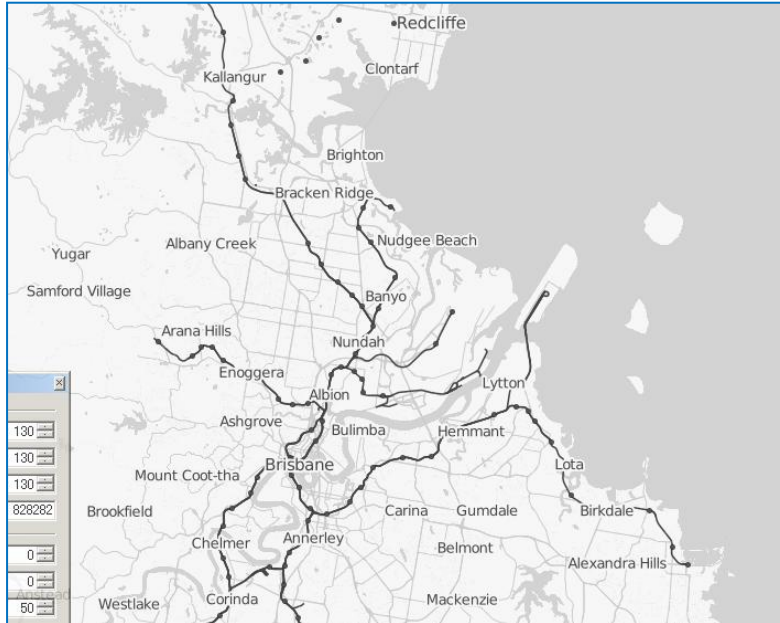 Redcliffe
Clontarf
Kallangur
Brighton
Bracken Ridge
Nudgee Beach
Albany Creek
Yugar
Samford Village
Banyo
Arana Hills
Nundah
Enoggera
Lytton
Albion
Ashgrove
Bulimba
Hemmant
130
130
Brisbane
Lota
130
Mount Coot-tha
828282
Brookfield
Carina
Gumdale
Birkdale
Chelmer
Annerley
Belmont
0
Alexandra Hills
0
Anstead
50
Westlake
Corinda
Mackenzie